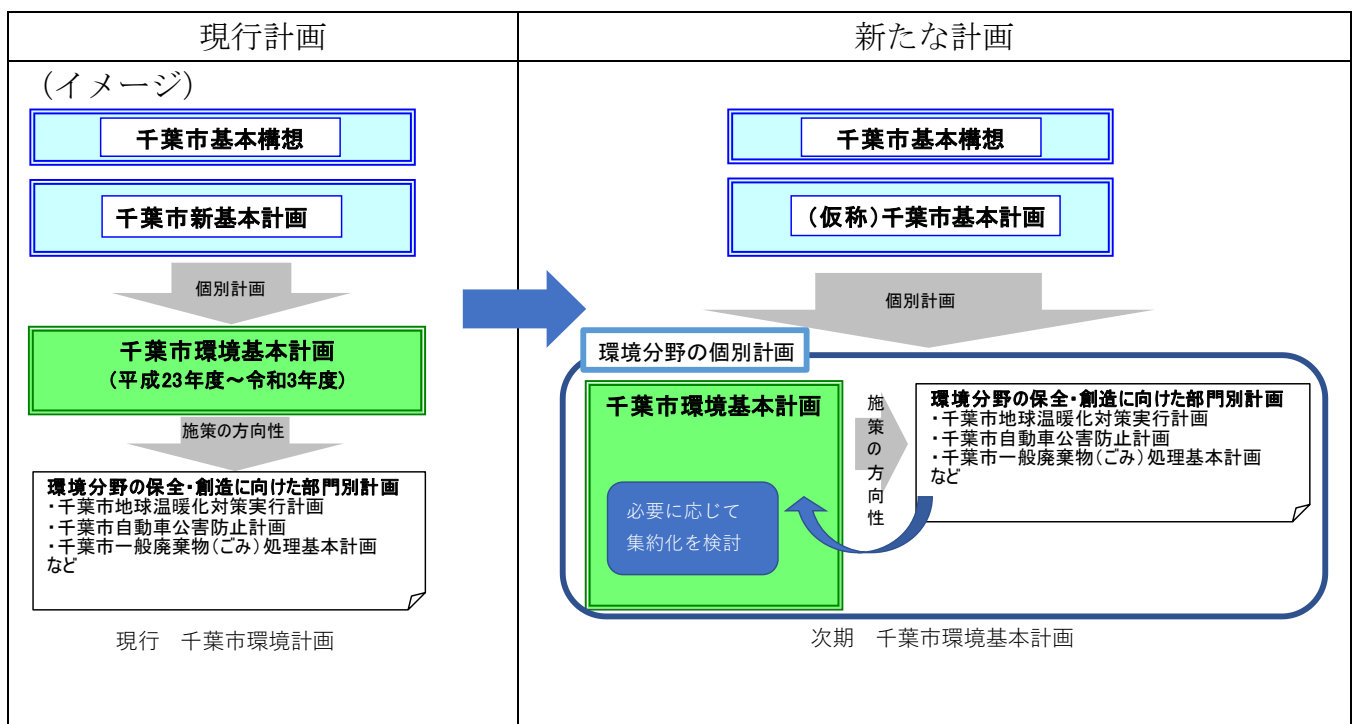 現行計画
新たな計画
(イメージ)
千葉市基本構想
千葉市新基本計画
個別計画
千葉市環境基本計画
(平成23年度～令和3年度)
施策の方向性
環境分野の保全・創造に向けた部門別計画
・千葉市地球温暖化対策実行計画
・千葉市自動車公害防止計画
・千葉市一般廃棄物(ごみ)処理基本計画
など
現行　千葉市環境計画
千葉市基本構想
(仮称)千葉市基本計画
個別計画
環境分野の個別計画
千葉市環境基本計画
必要に応じて
集約化を検討
施策の方向性
環境分野の保全・創造に向けた部門別計画
・千葉市地球温暖化対策実行計画
・千葉市自動車公害防止計画
・千葉市一般廃棄物(ごみ)処理基本計画
など
次期　千葉市環境基本計画